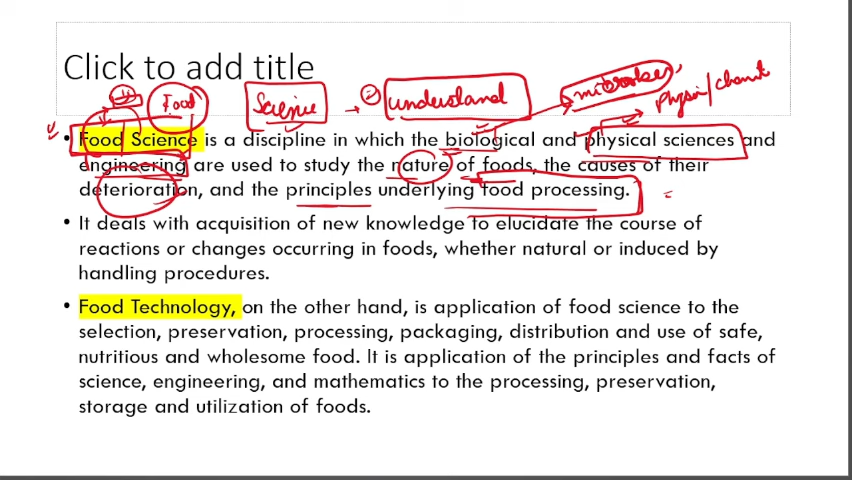 Click to add title
Food
Science
understand
microbes
physi/
• Food Science is a discipline in which the biological and physical sciences and
engineering are used to study the nature of foods, the causes of their
deterioration, and the principles underlying food processing.
• It deals with acquisition of new knowledge to elucidate the course of
reactions or changes occurring in foods, whether natural or induced by
handling procedures.
• Food Technology, on the other hand, is application of food science to the
selection, preservation, processing, packaging, distribution and use of safe,
nutritious and wholesome food. It is application of the principles and facts of
science, engineering, and mathematics to the processing, preservation,
storage and utilization of foods.